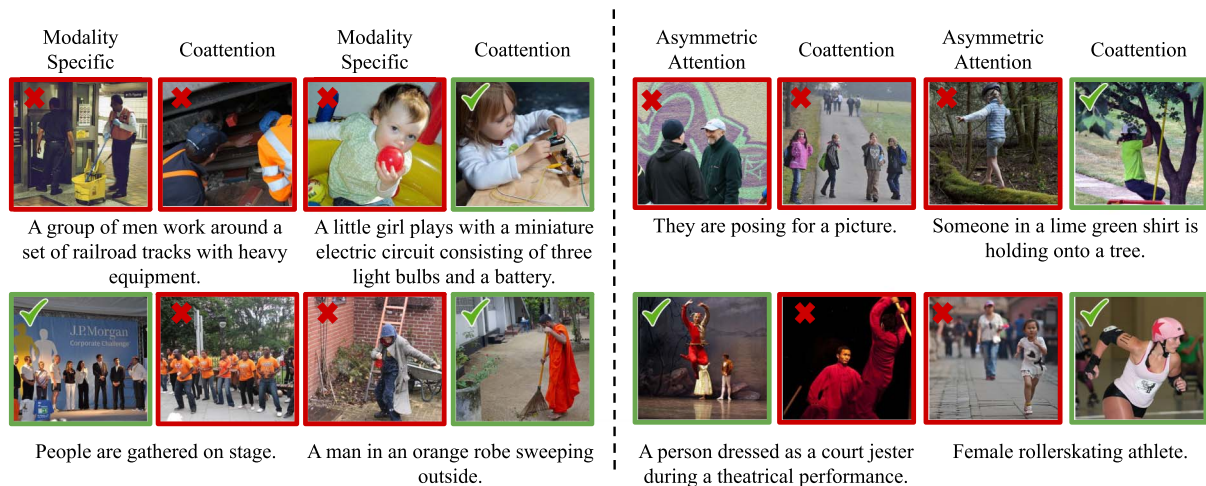 Modality Specific
Coattention
Modality Specific
Coattention
A group of men work around a
set of railroad tracks with heavy
equipment.
A little girl plays with a miniature
electric circuit consisting of three
light bulbs and a battery.
J.P.Morgan
Corporate Challenge
People are gathered on stage.
A man in an orange robe sweeping
outside.
Asymmetric
Attention
Coattention
Asymmetric
Attention
Coattention
They are posing for a picture.
Someone in a lime green shirt is
holding onto a tree.
A person dressed as a court jester
during a theatrical performance.
Female rollerskating athlete.